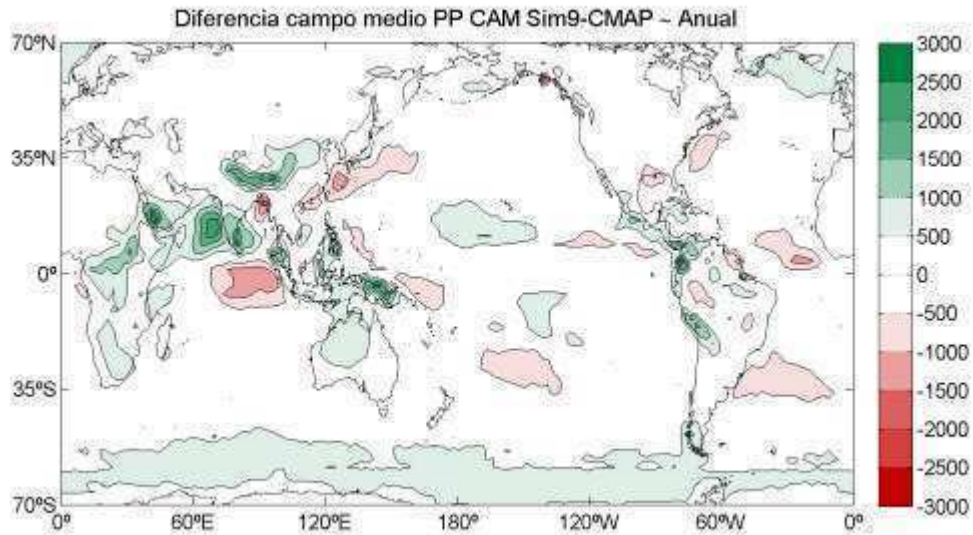 Diferencia campo medio PP CAM Sim9-CMAP ~ Anual
70ºN
35ºN
0º
35ºS
70ºS
0º 60ºE 120ºE 180º 120ºW 60ºW 0º
3000
2500
2000
1500
1000
500
0
-500
-1000
-1500
-2000
-2500
-3000